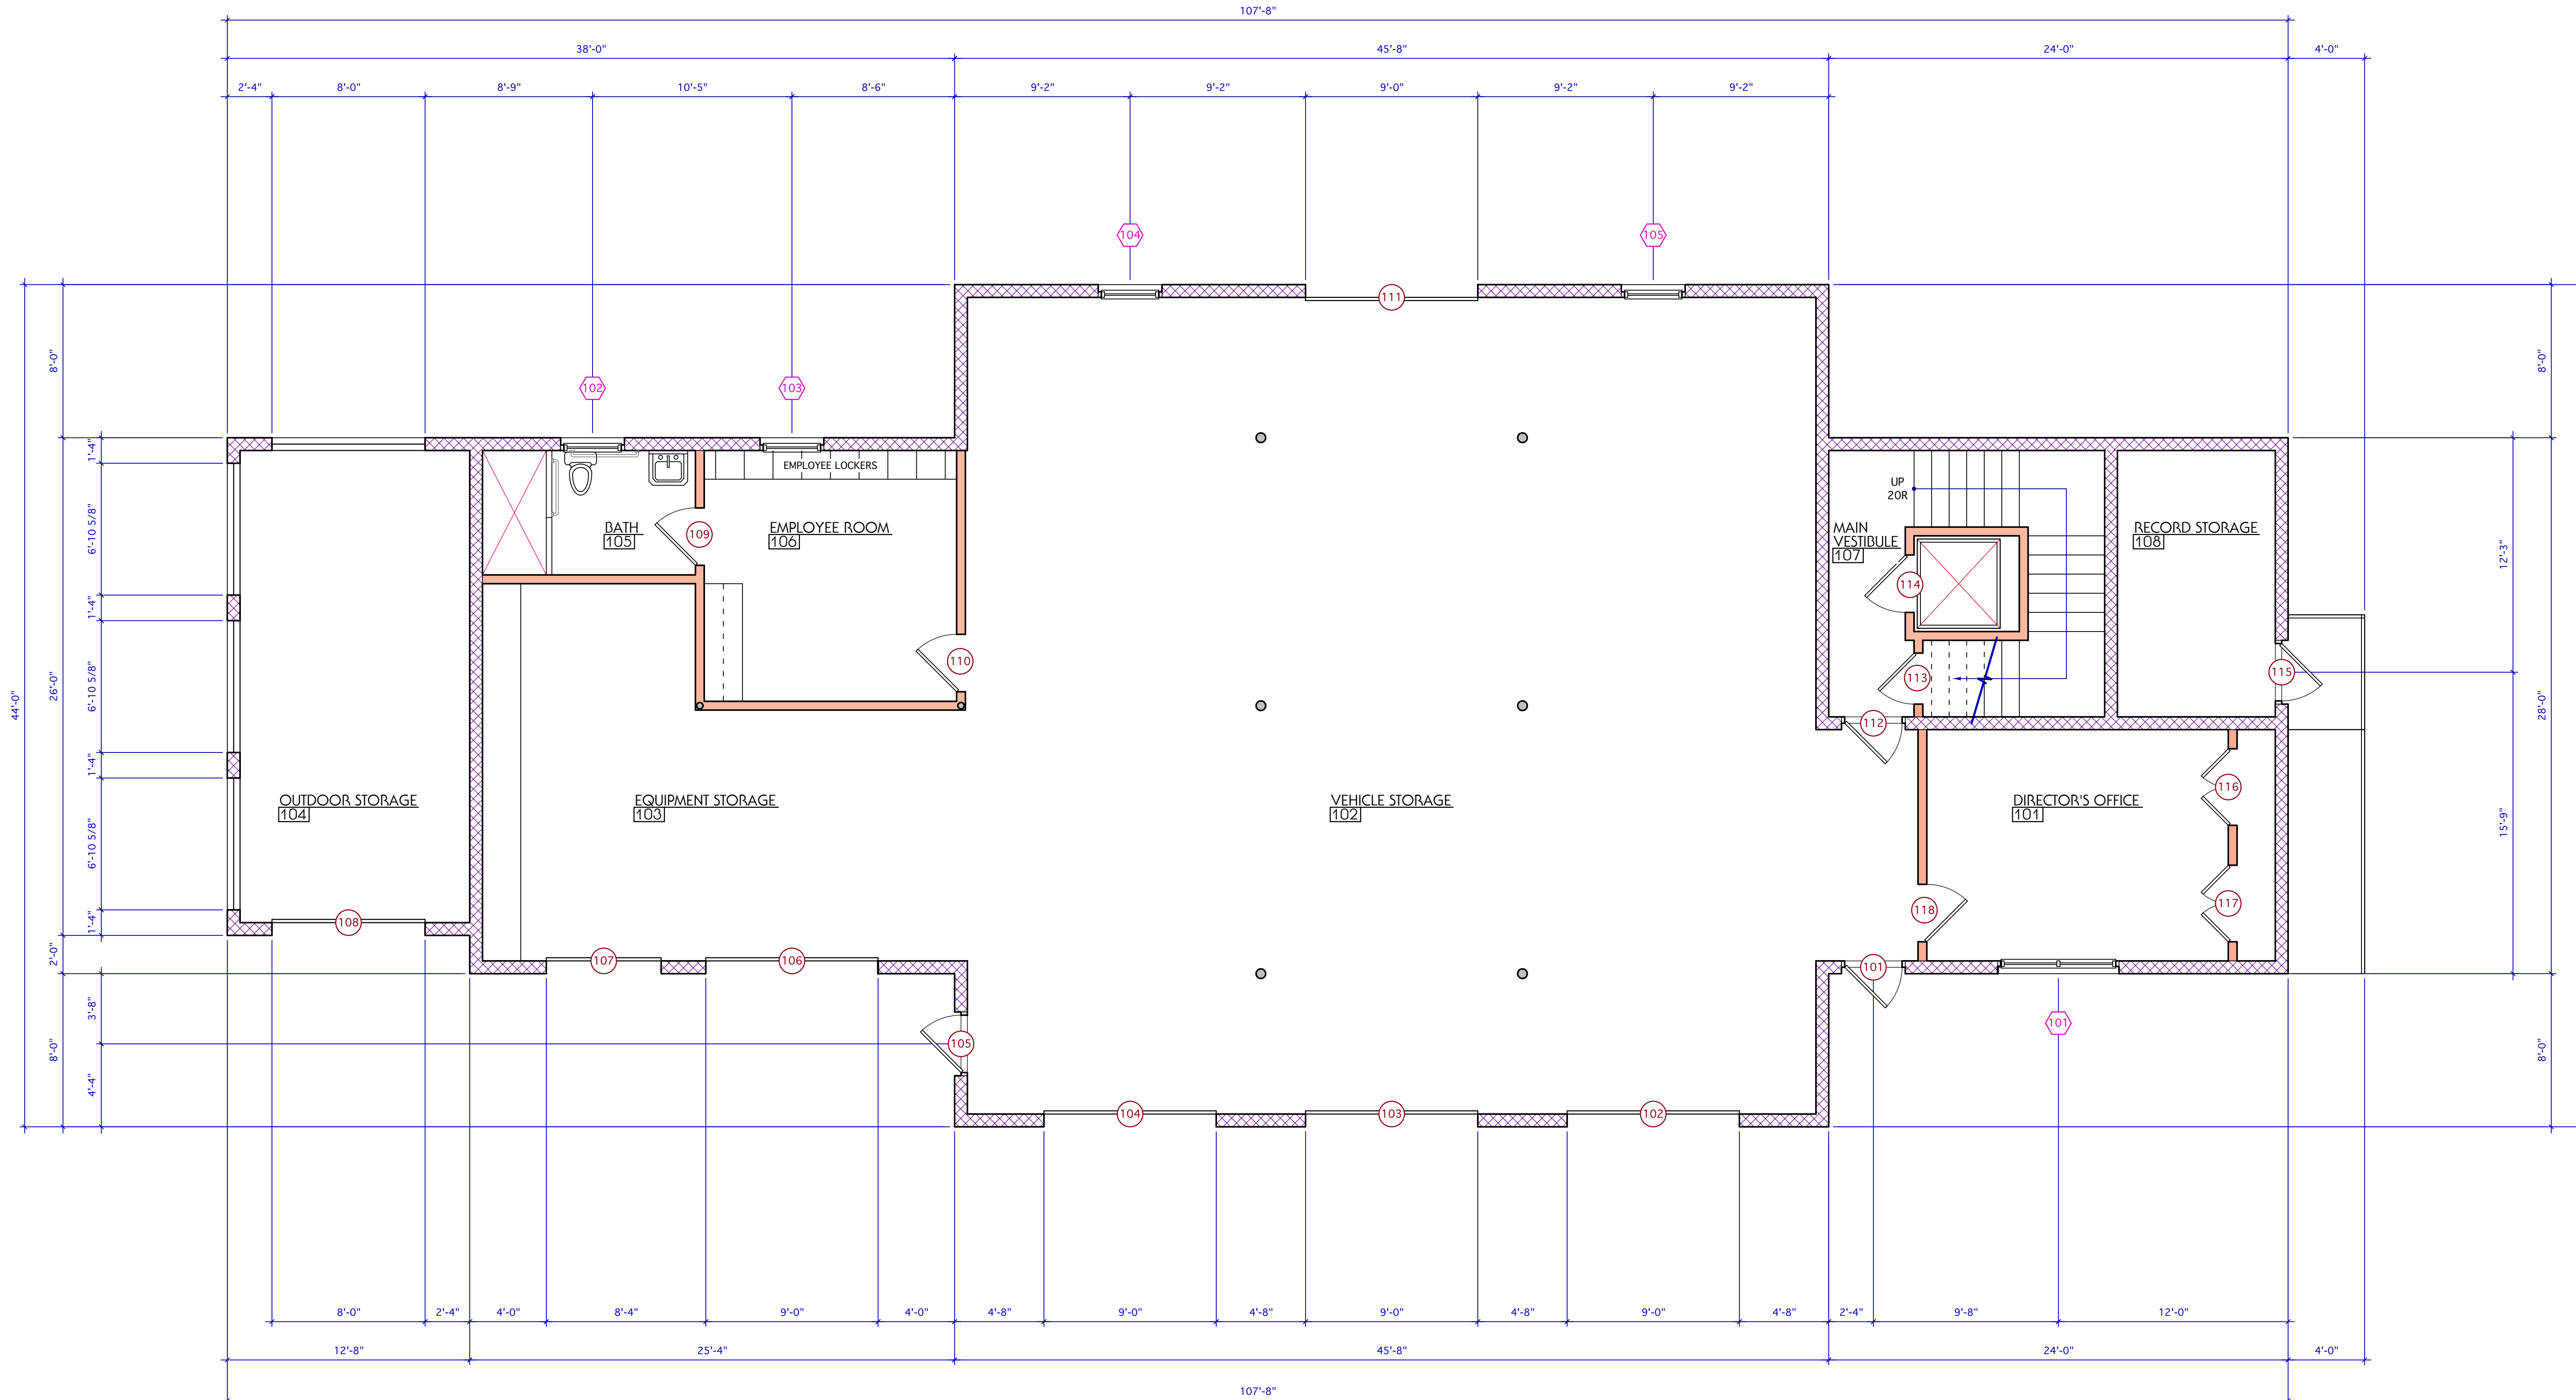 107'-8"
38'-0" 45'-8" 24'-0" 4'-0"
2'-4" 8'-0" 8'-9" 10'-5" 8'-6" 9'-2" 9'-2" 9'-0" 9'-2" 9'-2"
104 105
111
8'-0" 8'-0"
102 103
1'-4"
EMPLOYEE LOCKERS
UP
20R
6'-10 5/8"
BATH
105
109
EMPLOYEE ROOM
106
MAIN
VESTIBULE
107
RECORD STORAGE
108
12'-3"
114
1'-4"
110
113
115
6'-10 5/8"
26'-0"
44'-0"
28'-0"
112
1'-4"
116
OUTDOOR STORAGE
104
EQUIPMENT STORAGE
103
VEHICLE STORAGE
102
DIRECTOR'S OFFICE
101
15'-9"
6'-10 5/8"
117
118
1'-4"
108
2'-0"
107 106
101
3'-8"
101
105
8'-0" 8'-0"
4'-4"
104 103 102
8'-0" 2'-4" 4'-0" 8'-4" 9'-0" 4'-0" 4'-8" 9'-0" 4'-8" 9'-0" 4'-8" 9'-0" 4'-8" 2'-4" 9'-8" 12'-0"
12'-8" 25'-4" 45'-8" 24'-0" 4'-0"
107'-8"